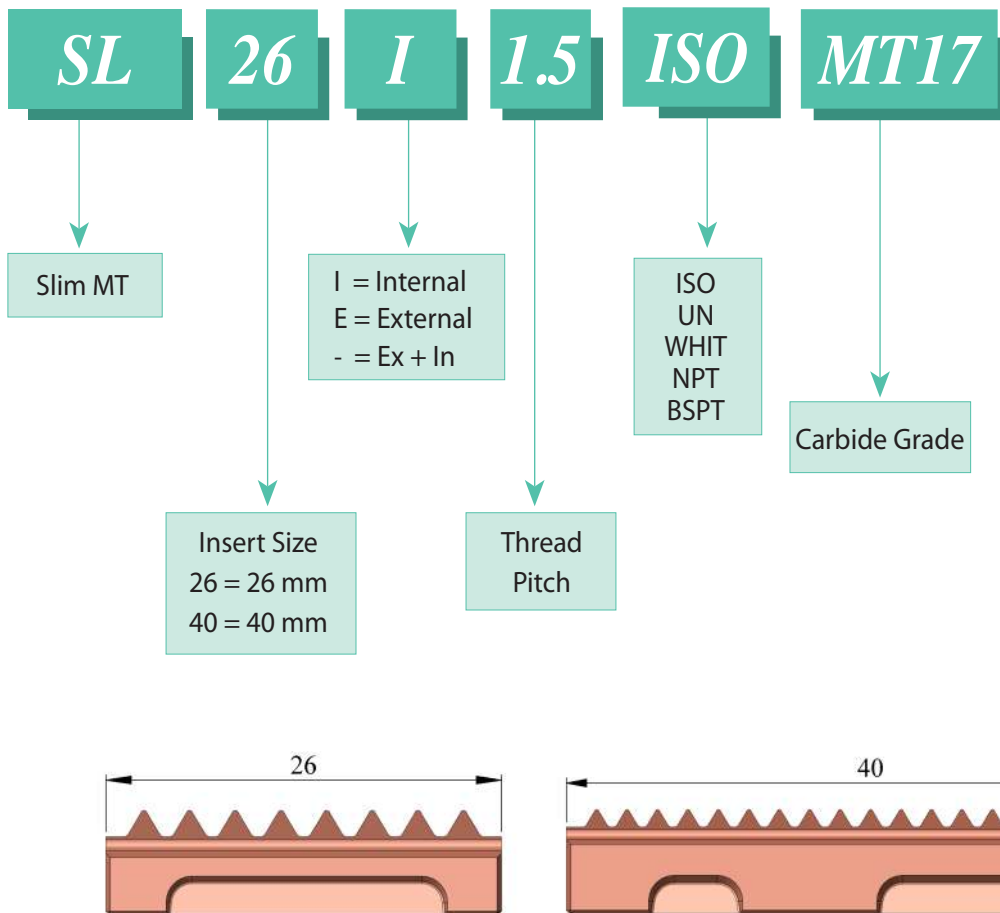 SL 26 I 1.5 ISO MT17
Slim MT
I = Internal
E = External
- = Ex + In
ISO
UN
WHIT
NPT
BSPT
Carbide Grade
Insert Size
26 = 26 mm
40 = 40 mm
Thread
Pitch
26
40